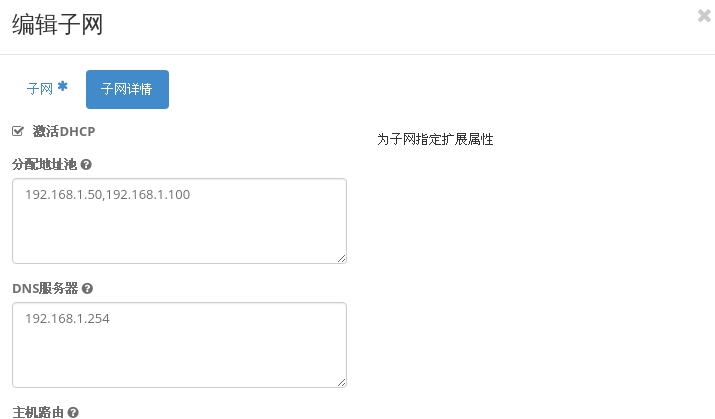 编辑子网
子网 * 子网详情
激活DHCP
为子网指定扩展属性
分配地址池
192.168.1.50,192.168.1.100
DNS服务器
192.168.1.254
主机路由